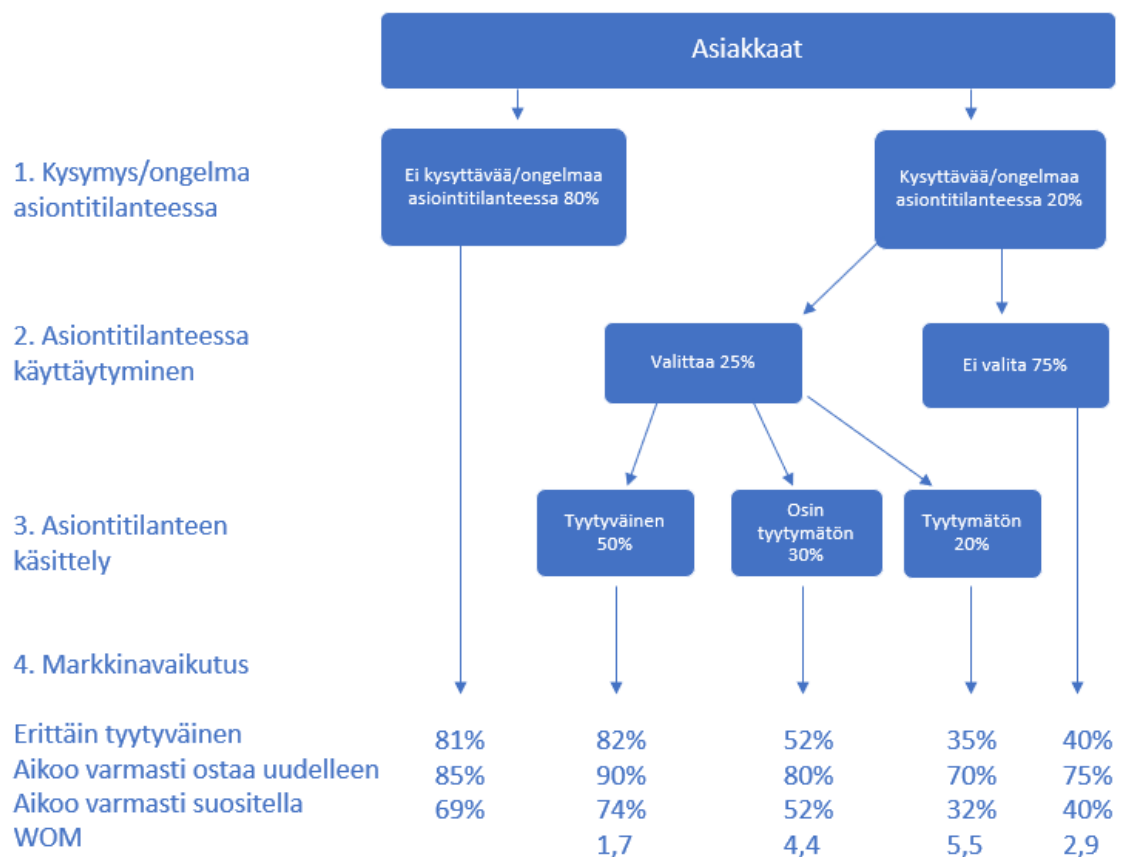 Asiakkaat
1. Kysymys/ongelma
asiontitilanteessa
Ei kysyttävää/ongelmaa
asiointitilanteessa 80%
Kysyttävää/ongelmaa
asiontitilanteessa 20%
2. Asiontitilanteessa
käyttäytyminen
Valittaa 25%
Ei valita 75%
3. Asiontitilanteen
käsittely
Tyytyväinen
50%
Osin
tyytymätön
30%
Tyytymätön
20%
4. Markkinavaikutus
Erittäin tyytyväinen 81% 82% 52% 35% 40%
Aikoo varmasti ostaa uudelleen 85% 90% 80% 70% 75%
Aikoo varmasti suositella 69% 74% 52% 32% 40%
WOM 1,7 4,4 5,5 2,9